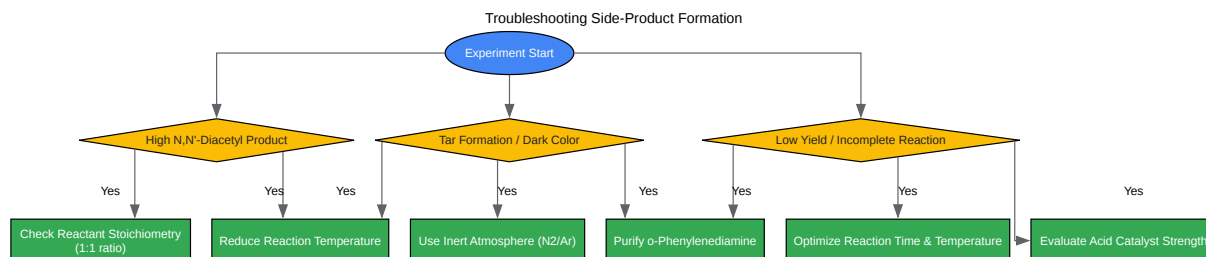 Troubleshooting Side-Product Formation
Experiment Start
High N,N'-Diacetyl Product
Tar Formation / Dark Color
Low Yield / Incomplete Reaction
Yes
Yes
Yes
Yes
Yes
Yes
Yes
Yes
Check Reactant Stoichiometry
(1:1 ratio)
Reduce Reaction Temperature
Use Inert Atmosphere (N2/Ar)
Purify o-Phenylenediamine
Optimize Reaction Time & Temperature
Evaluate Acid Catalyst Strength